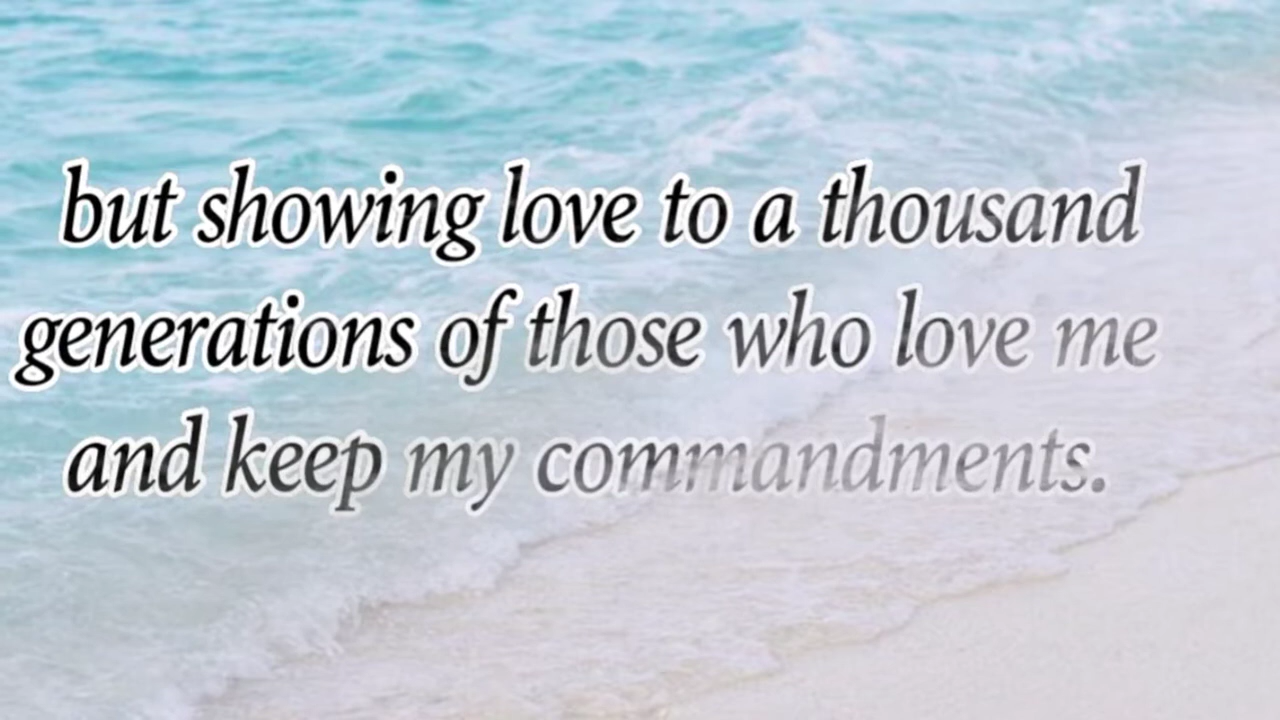 but showing love to a thousand
generations of those who love me
and keep my commandments.